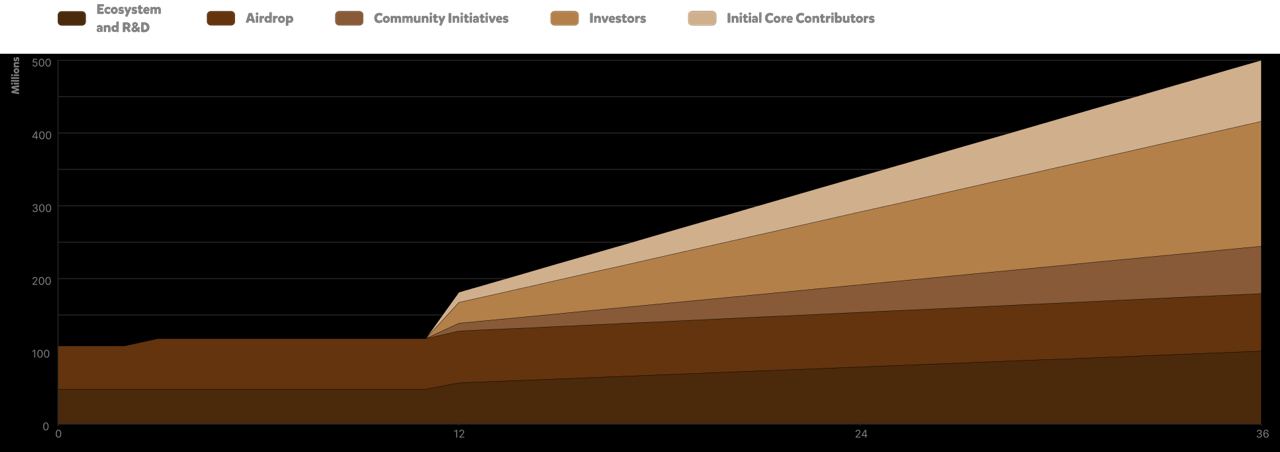 Ecosystem
and R&D
Airdrop
Community Initiatives
Investors
Initial Core Contributors
Millions
500
400
300
200
100
0
0
12
24
36